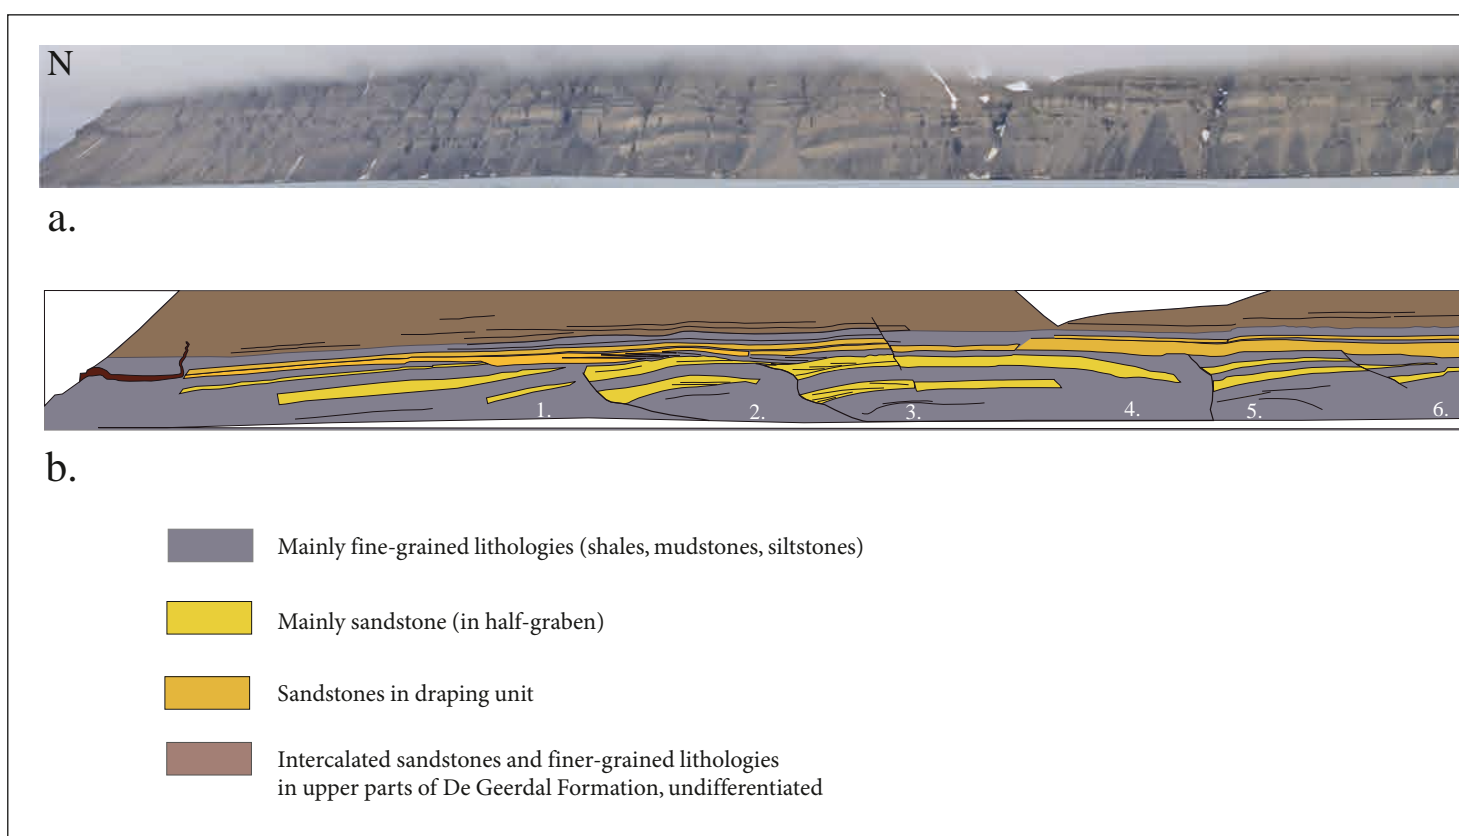 N
a.
1.
2.
3.
4.
5.
6.
b.
Mainly fine-grained lithologies (shales, mudstones, siltstones)
Mainly sandstone (in half-graben)
Sandstones in draping unit
Intercalated sandstones and finer-grained lithologies
in upper parts of De Geerdal Formation, undifferentiated